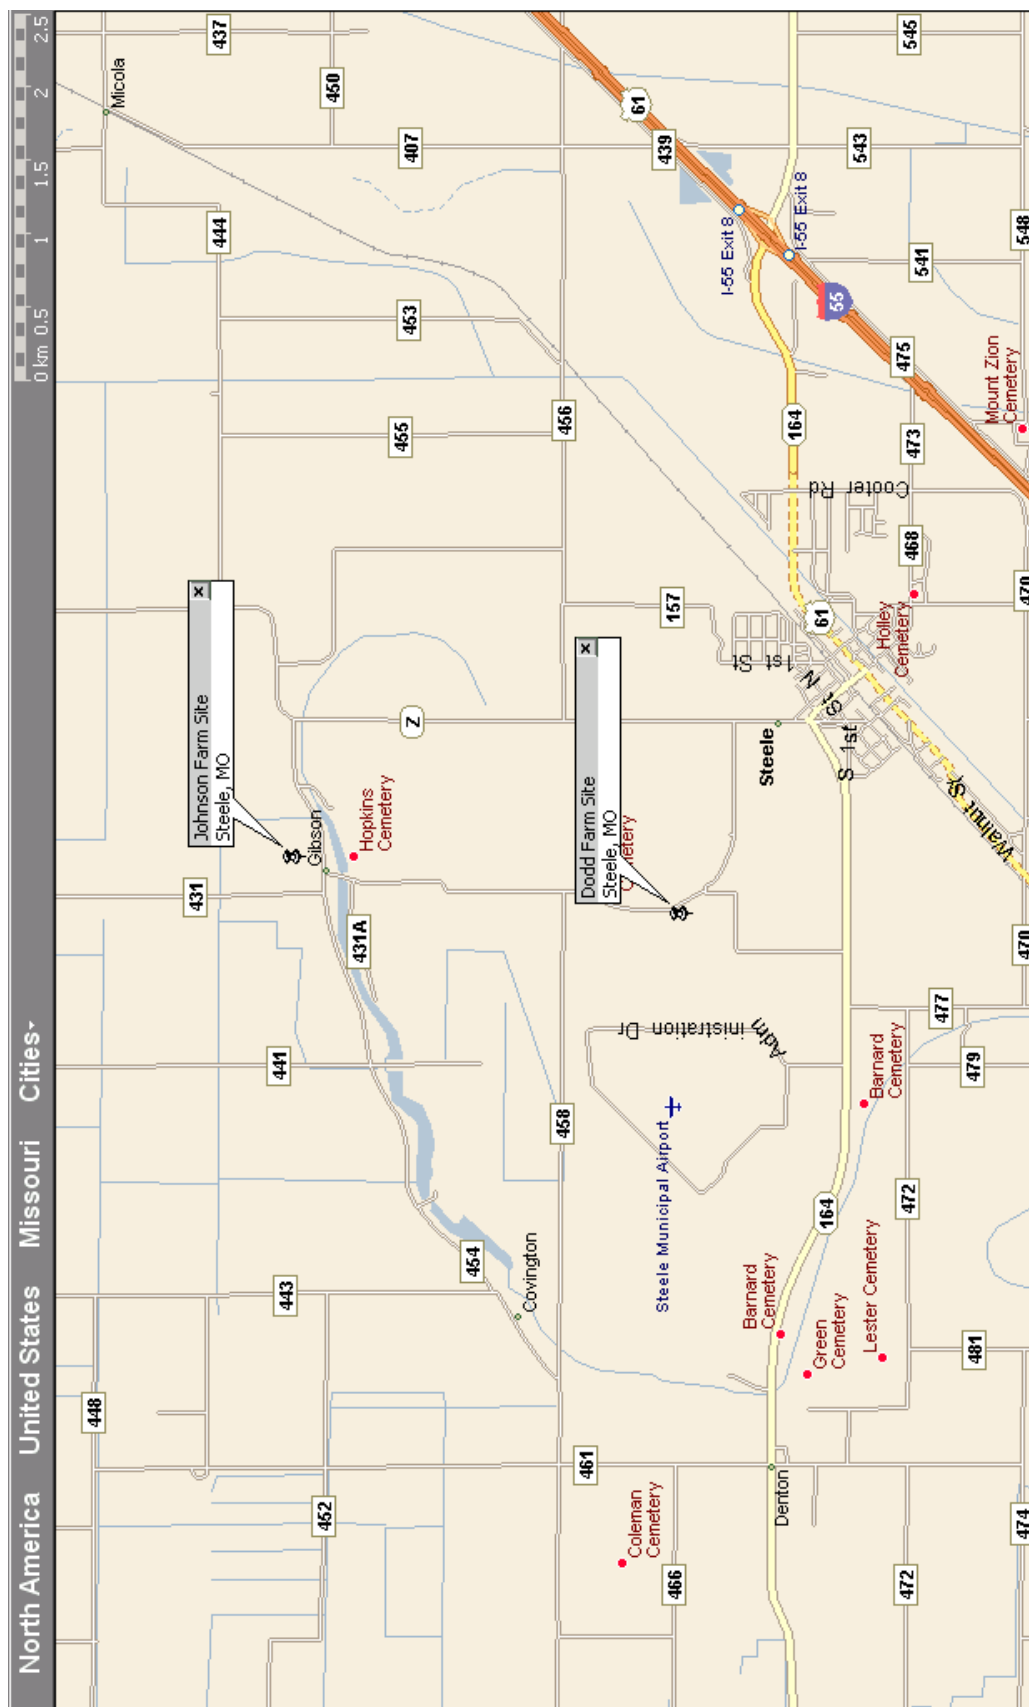 North America United States Missouri Cities
0 km 0.5 1 1.5 2 2.5
448
443
452
441
431
Johnson Farm Site
Steele, MO
444
437
Micola
450
407
453
455
Gibson
Hopkins
Cemetery
431A
Z
454
Covington
461
458
456
Coleman
Cemetery
466
Steele Municipal Airport
Adm inistration Dr
Dodd Farm Site
Steele, MO
157
N 1st St
439
61
I-55 Exit 8
I-55 Exit 8
55
164
Cooter Rd
Steele
S 1st St
61
Walnut St
Denton
Barnard
Cemetery
Green
Cemetery
164
Lester Cemetery
Barnard
Cemetery
472
472
481
474
477
479
470
470
Holley
Cemetery
468
473
475
Mount Zion
Cemetery
541
543
545
548